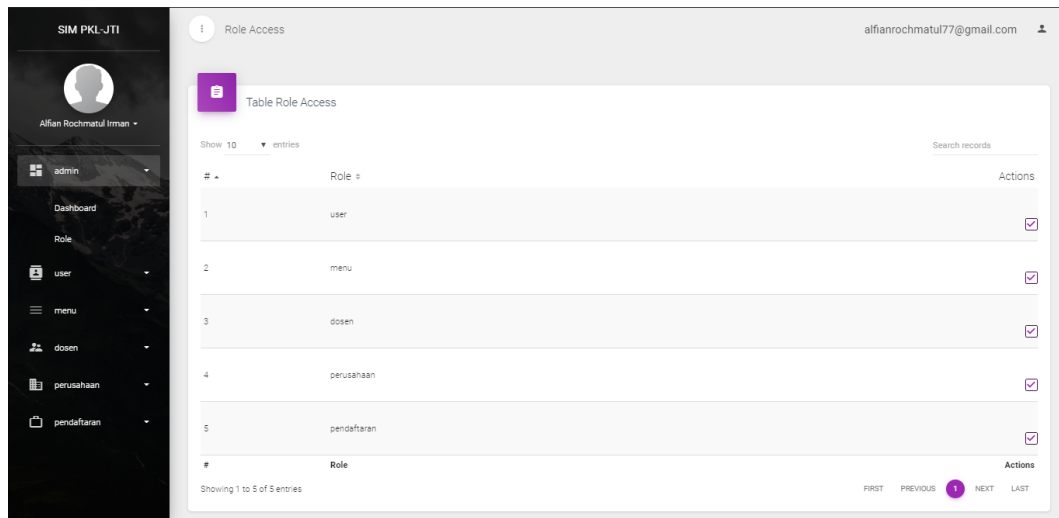 SIM PKL-JTI
Alfian Rochmatul Irman
admin
Dashboard
Role
user
menu
dosen
perusahaan
pendaftaran
Role Access
alfianrochmatul77@gmail.com
Table Role Access
Show 10 entries
Search records
# Role Actions
1 user
2 menu
3 dosen
4 perusahaan
5 pendaftaran
# Role Actions
Showing 1 to 5 of 5 entries
FIRST PREVIOUS 1 NEXT LAST